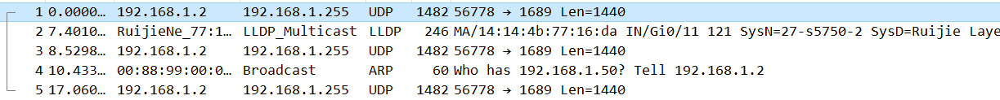 1 0.0000… 192.168.1.2 192.168.1.255 UDP 1482 56778 → 1689 Len=1440
2 7.4010… RuijieNe_77:1… LLDP_Multicast LLDP 246 MA/14:14:4b:77:16:da IN/Gi0/11 121 SysN=27-s5750-2 SysD=Ruijie Laye
3 8.5298… 192.168.1.2 192.168.1.255 UDP 1482 56778 → 1689 Len=1440
4 10.433… 00:88:99:00:0… Broadcast ARP 60 Who has 192.168.1.50? Tell 192.168.1.2
5 17.060… 192.168.1.2 192.168.1.255 UDP 1482 56778 → 1689 Len=1440